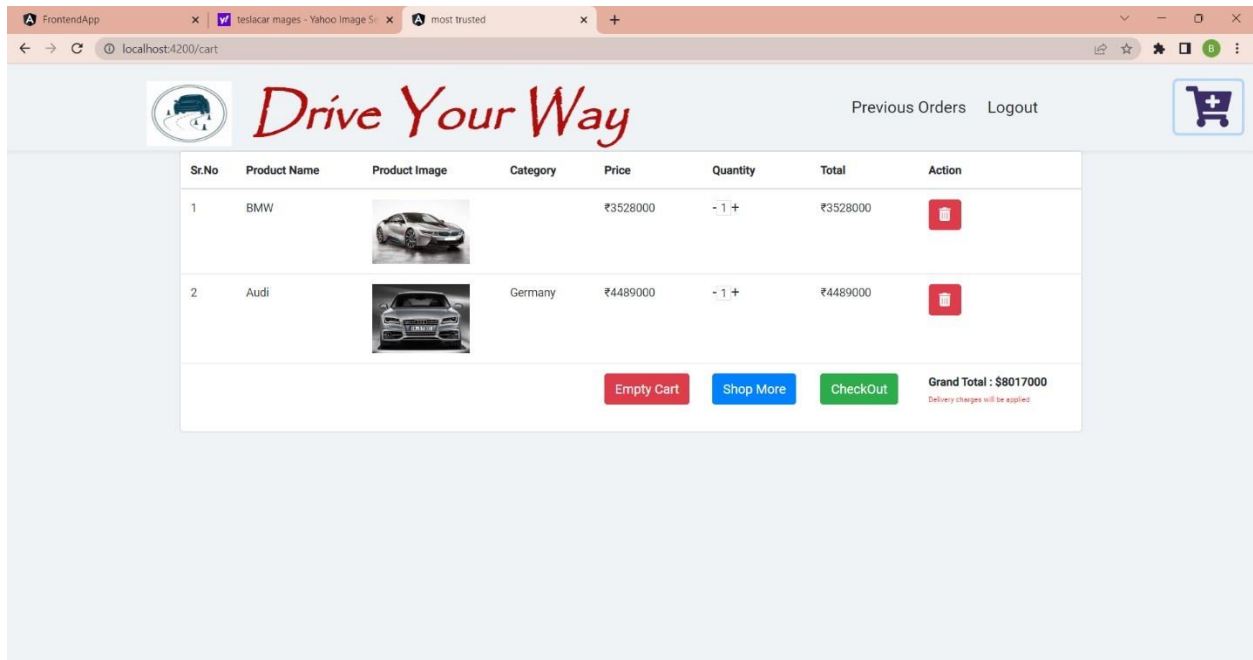 FrontendApp
teslacar mages - Yahoo Image Se
most trusted
localhost:4200/cart
B
Drive Your Way
Previous Orders Logout
Sr.No Product Name Product Image Category Price Quantity Total Action
1 BMW ₹3528000 - 1 + ₹3528000
2 Audi Germany ₹4489000 - 1 + ₹4489000
Empty Cart Shop More CheckOut Grand Total : $8017000
Delivery charges will be applied